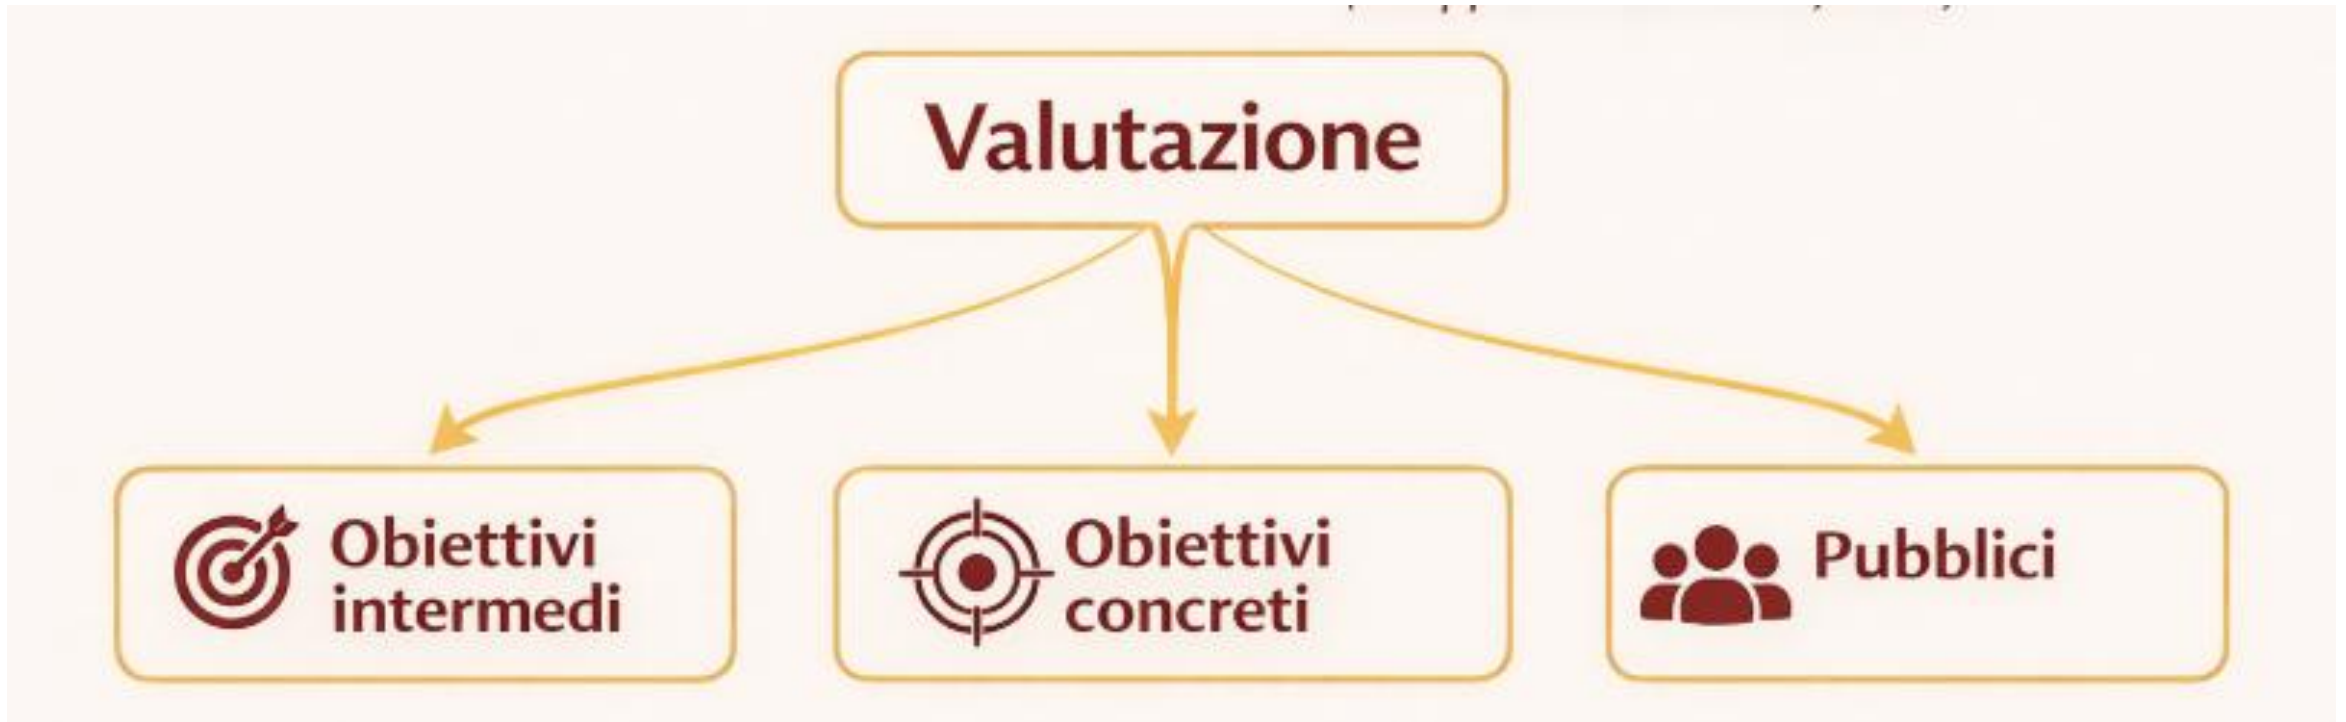 Valutazione
Obiettivi
intermedi
Obiettivi
concreti
Pubblici